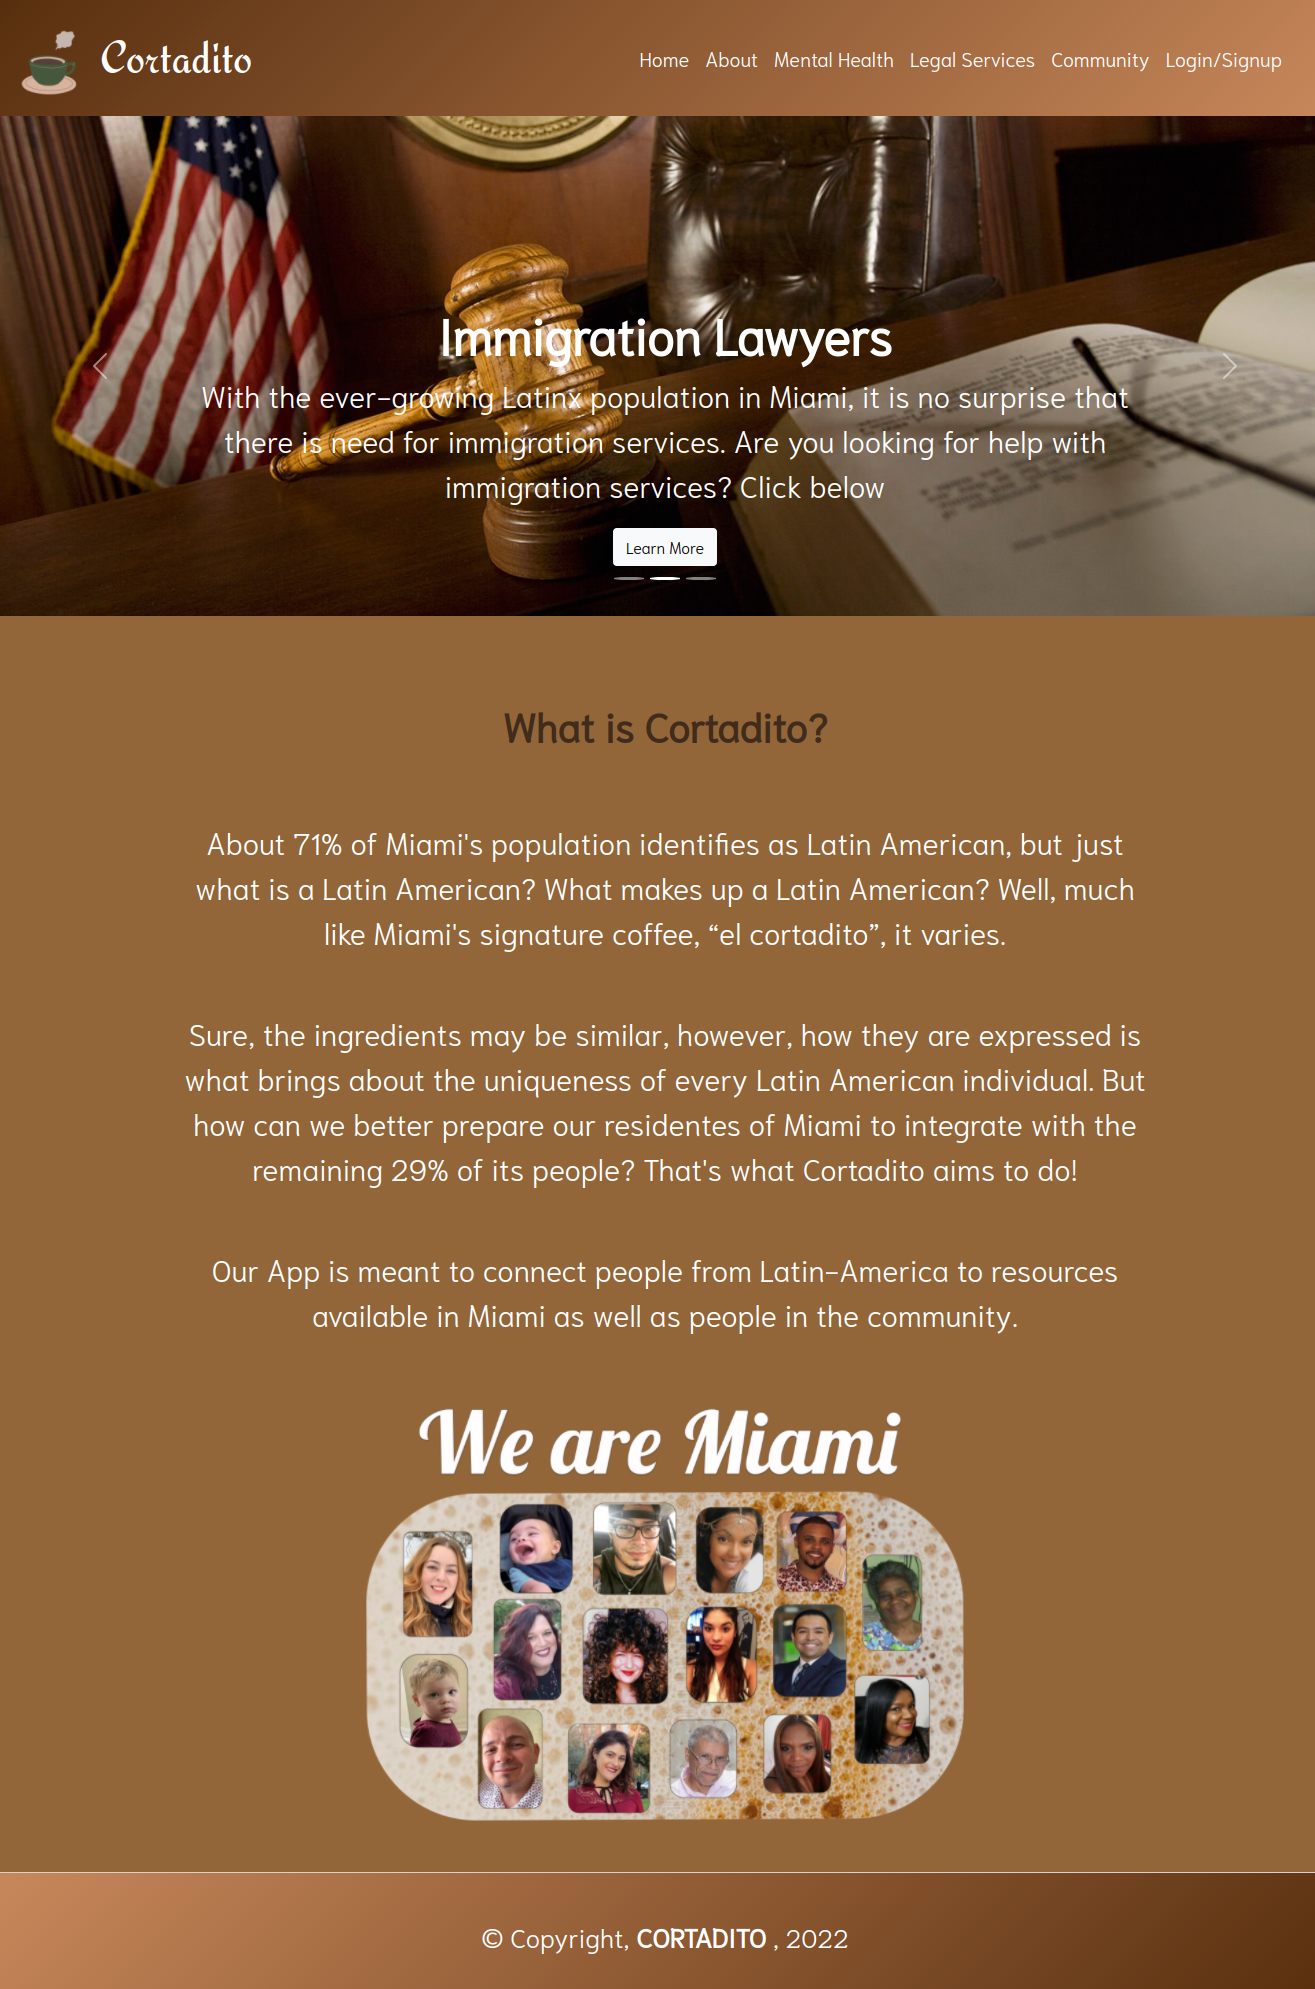 Cortadito
Home About Mental Health Legal Services Community Login/Signup
Immigration Lawyers
With the ever-growing Latinx population in Miami, it is no surprise that
there is need for immigration services. Are you looking for help with
immigration services? Click below
Learn More
What is Cortadito?
About 71% of Miami's population identifies as Latin American, but just
what is a Latin American? What makes up a Latin American? Well, much
like Miami's signature coffee, “el cortadito”, it varies.
Sure, the ingredients may be similar, however, how they are expressed is
what brings about the uniqueness of every Latin American individual. But
how can we better prepare our residentes of Miami to integrate with the
remaining 29% of its people? That's what Cortadito aims to do!
Our App is meant to connect people from Latin-America to resources
available in Miami as well as people in the community.
We are Miami
© Copyright, CORTADITO , 2022